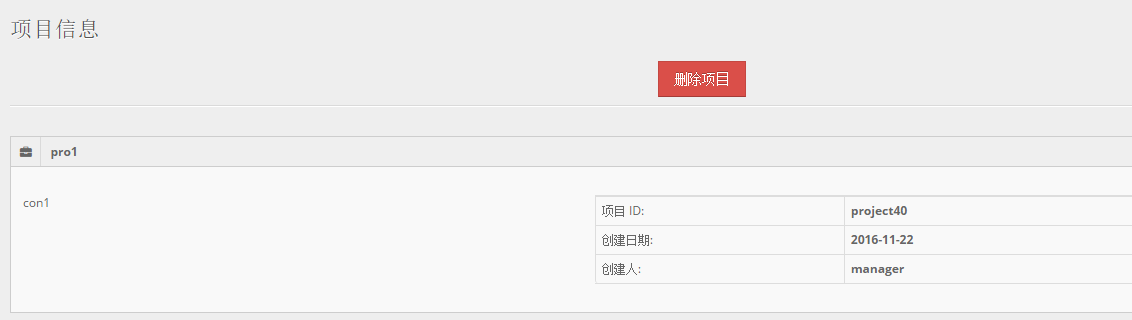 项目信息
删除项目
pro1
con1
项目 ID: project40
创建日期: 2016-11-22
创建人: manager